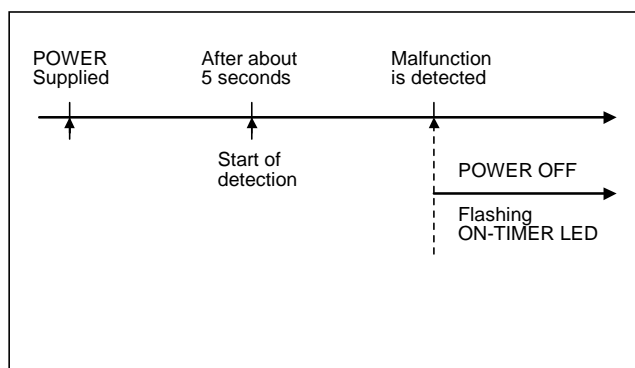 POWER
Supplied
After about
5 seconds
Malfunction
is detected
Start of
detection
POWER OFF
Flashing
ON-TIMER LED